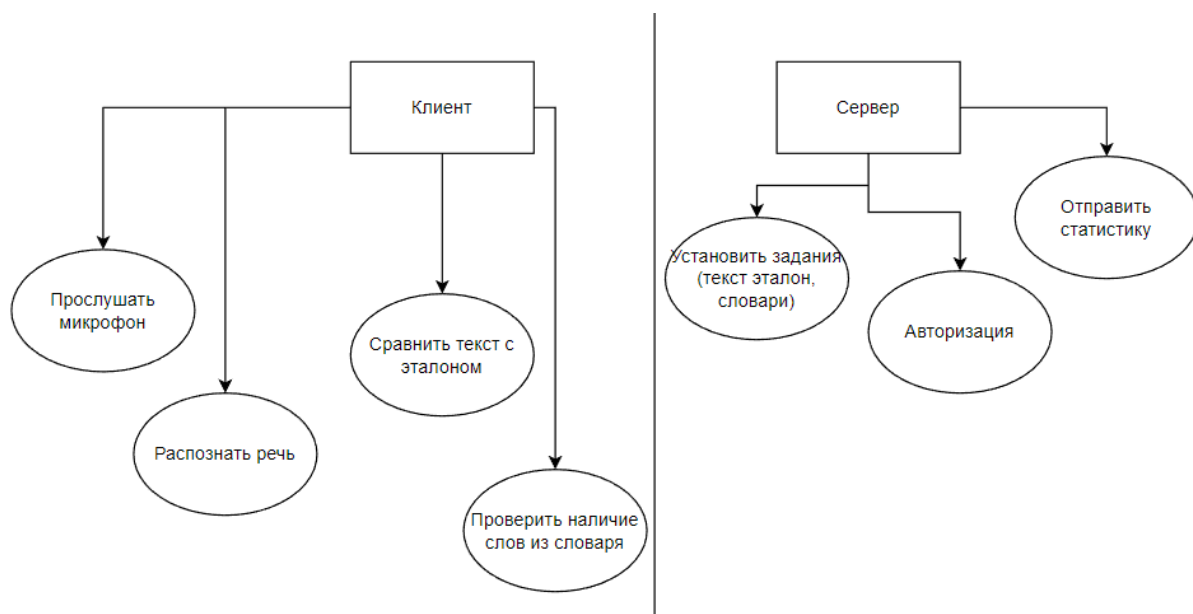 Клиент
Прослушать
микрофон
Распознать речь
Сравнить текст с
эталоном
Проверить наличие
слов из словаря
Сервер
Установить задания
(текст эталон,
словари)
Авторизация
Отправить
статистику